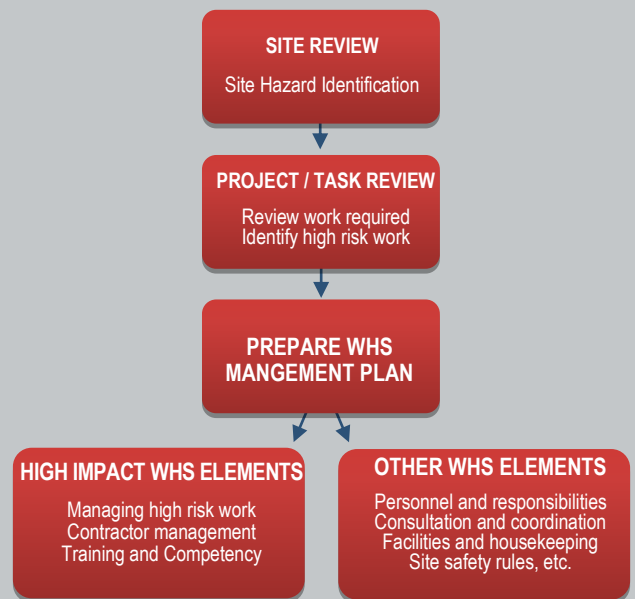 SITE REVIEW
Site Hazard Identification
PROJECT / TASK REVIEW
Review work required
Identify high risk work
PREPARE WHS
MANGEMENT PLAN
HIGH IMPACT WHS ELEMENTS
Managing high risk work
Contractor management
Training and Competency
OTHER WHS ELEMENTS
Personnel and responsibilities
Consultation and coordination
Facilities and housekeeping
Site safety rules, etc.